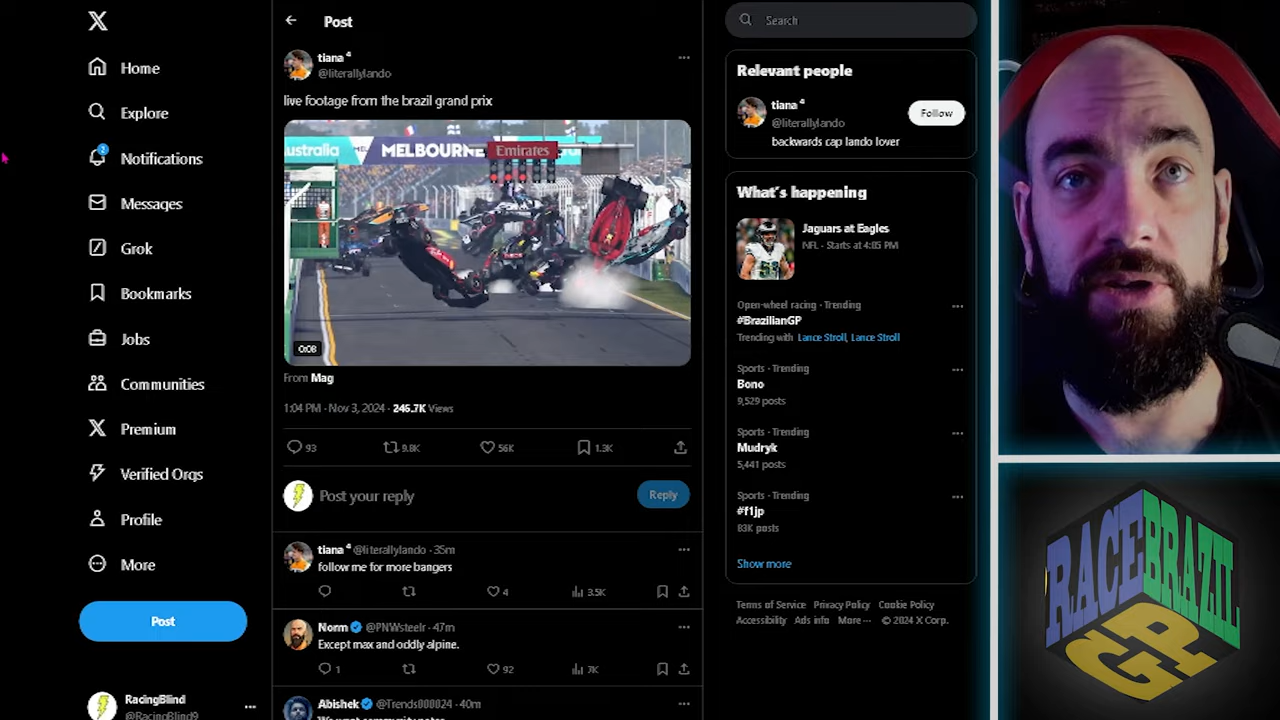 Home
Explore
2
Notifications
Messages
Grok
Bookmarks
Jobs
Communities
Premium
Verified Orgs
Profile
More
Post
RacingBlind
@RacingBlind9
Post
tiana ⁴
@literallylando
live footage from the brazil grand prix
ustralia MELBOURNE
Emirates
0:08
From Mag
1:04 PM · Nov 3, 2024 · 246.7K Views
93 9.8K 56K 1.3K
Post your reply
Reply
tiana ⁴ @literallylando · 35m
follow me for more bangers
4 3.5K
Norm @PNWsteelr · 47m
Except max and oddly alpine.
1 92 7K
Abishek @Trends000024 · 40m
Search
Relevant people
tiana ⁴
@literallylando
Follow
backwards cap lando lover
What's happening
Jaguars at Eagles
NFL · Starts at 4:05 PM
Open-wheel racing · Trending
#BrazilianGP
Trending with Lance Stroll, Lance Stroll
Sports · Trending
Bono
9,529 posts
Sports · Trending
Mudryk
5,441 posts
Sports · Trending
#f1jp
83K posts
Show more
Terms of Service Privacy Policy Cookie Policy
Accessibility Ads info More ··· © 2024 X Corp.
RACE BRAZIL
GP